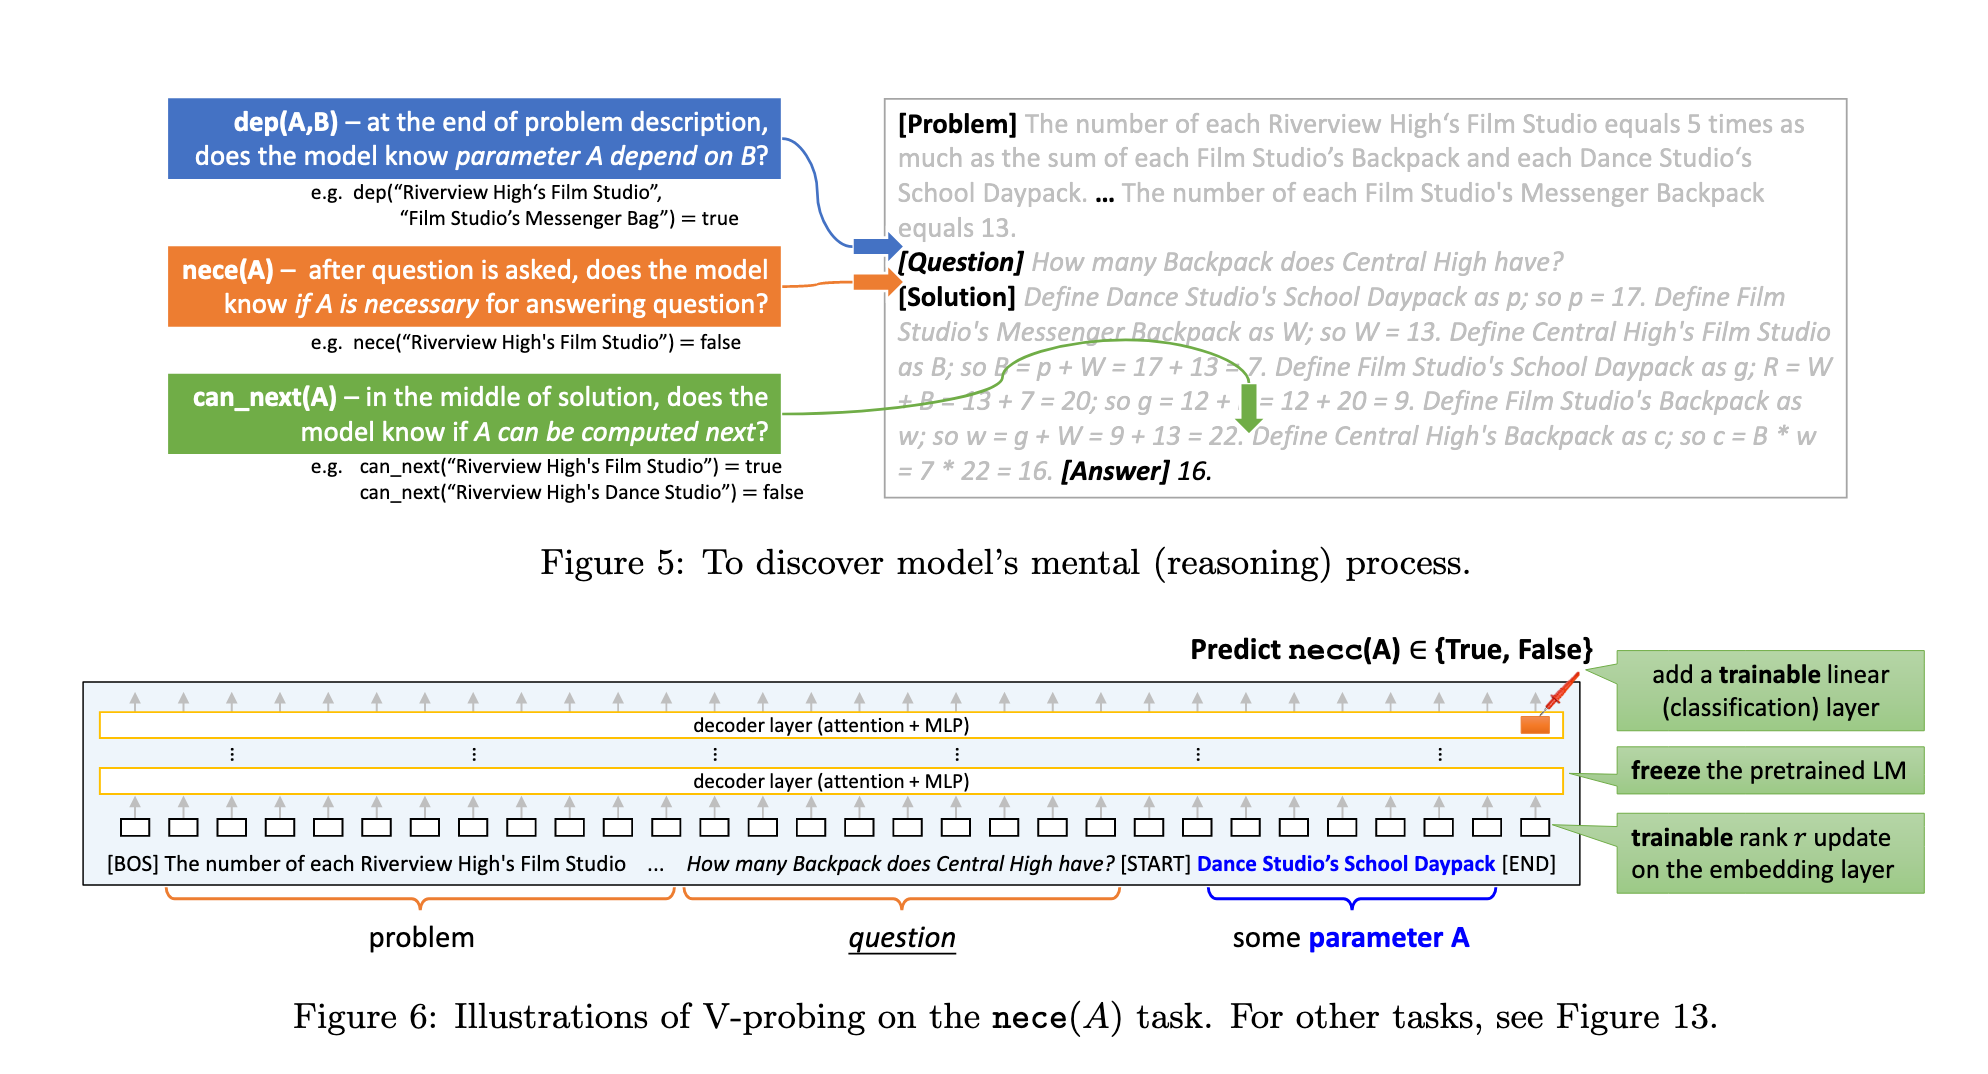 dep(A,B) – at the end of problem description,
does the model know parameter A depend on B?
e.g. dep(“Riverview High‘s Film Studio”,
“Film Studio’s Messenger Bag”) = true
nece(A) – after question is asked, does the model
know if A is necessary for answering question?
e.g. nece(“Riverview High's Film Studio”) = false
can_next(A) – in the middle of solution, does the
model know if A can be computed next?
e.g. can_next(“Riverview High's Film Studio”) = true
can_next(“Riverview High's Dance Studio”) = false
[Problem] The number of each Riverview High‘s Film Studio equals 5 times as
much as the sum of each Film Studio’s Backpack and each Dance Studio‘s
School Daypack. ... The number of each Film Studio's Messenger Backpack
equals 13.
[Question] How many Backpack does Central High have?
[Solution] Define Dance Studio's School Daypack as p; so p = 17. Define Film
Studio's Messenger Backpack as W; so W = 13. Define Central High's Film Studio
as B; so B = p + W = 17 + 13 = 7. Define Film Studio's School Daypack as g; R = W
+ B = 13 + 7 = 20; so g = 12 + = 12 + 20 = 9. Define Film Studio's Backpack as
w; so w = g + W = 9 + 13 = 22. Define Central High's Backpack as c; so c = B * w
= 7 * 22 = 16. [Answer] 16.
Figure 5: To discover model’s mental (reasoning) process.
Predict necc(A) ∈ {True, False}
add a trainable linear
(classification) layer
decoder layer (attention + MLP)
decoder layer (attention + MLP)
freeze the pretrained LM
trainable rank r update
on the embedding layer
[BOS] The number of each Riverview High's Film Studio ... How many Backpack does Central High have? [START] Dance Studio’s School Daypack [END]
problem
question
some parameter A
Figure 6: Illustrations of V-probing on the nece(A) task. For other tasks, see Figure 13.